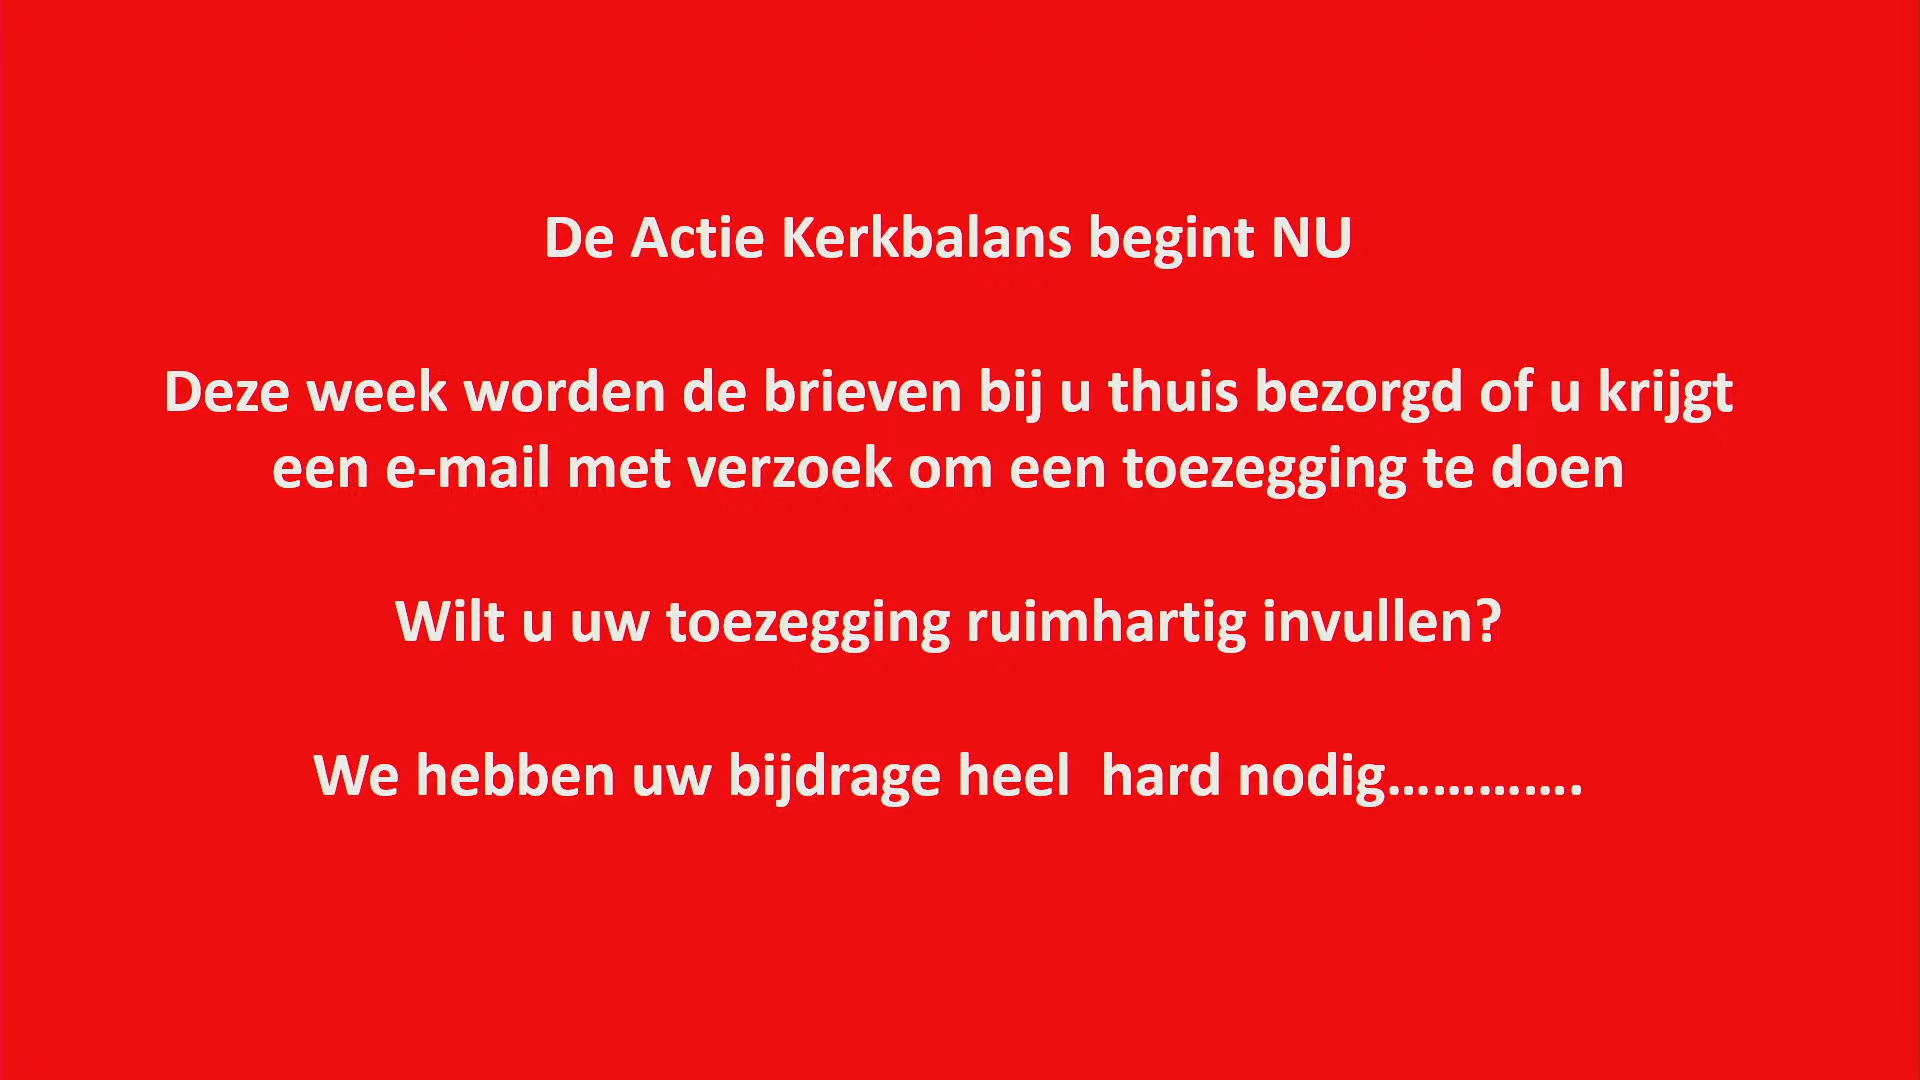 De Actie Kerkbalans begint NU
Deze week worden de brieven bij u thuis bezorgd of u krijgt
een e-mail met verzoek om een toezegging te doen
Wilt u uw toezegging ruimhartig invullen?
We hebben uw bijdrage heel  hard nodig………….